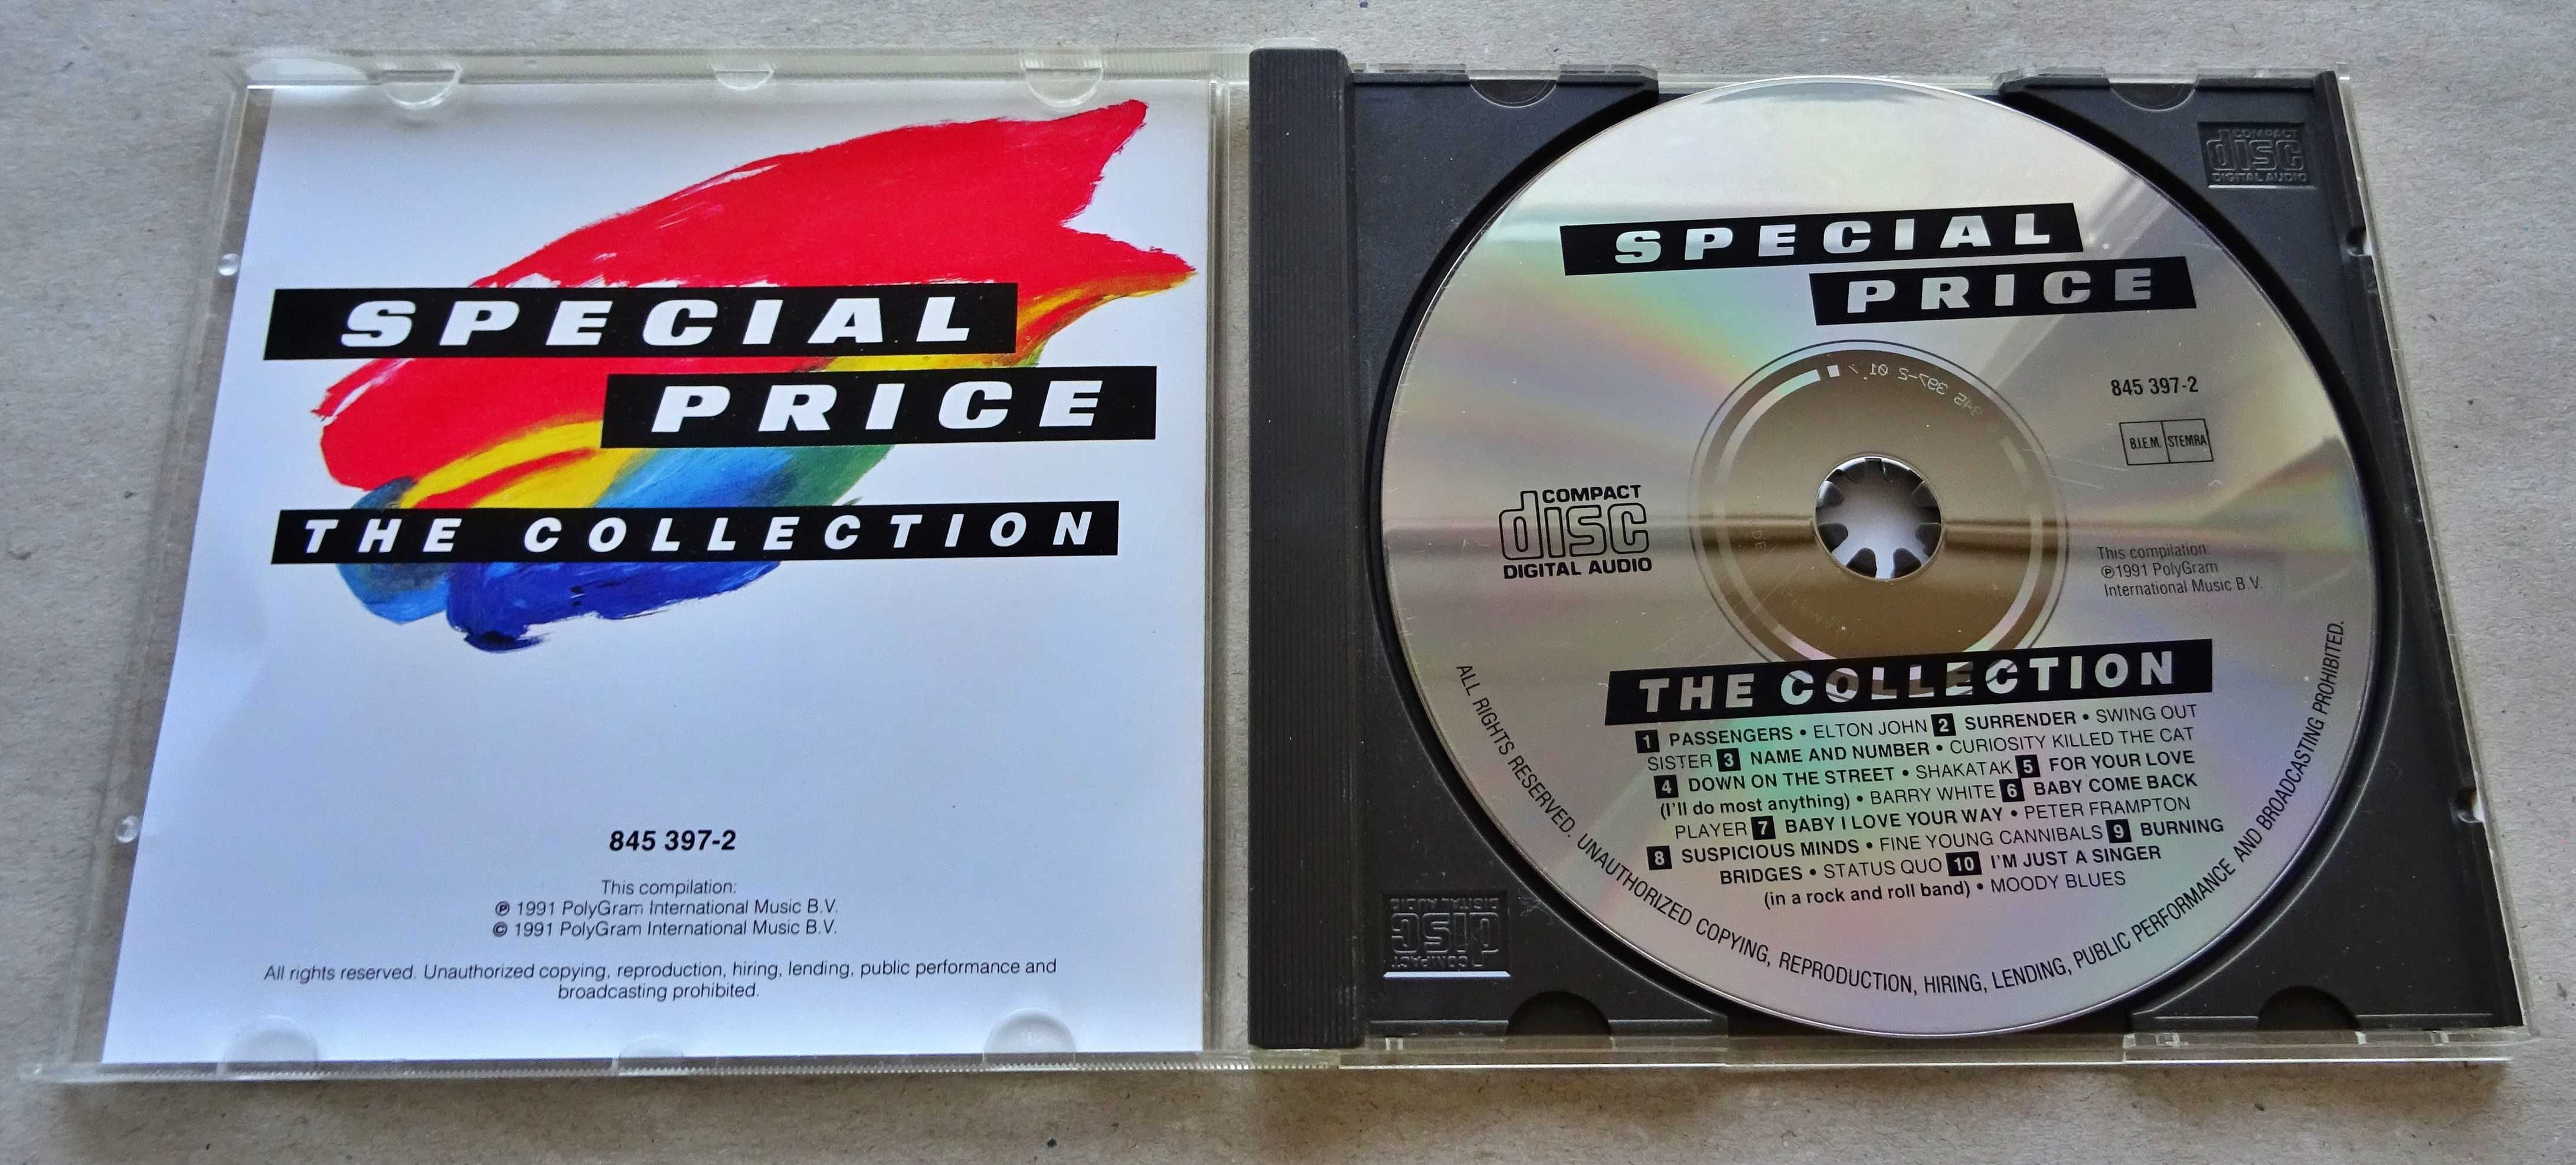 SPECIAL
PRICE
THE COLLECTION
845 397-2
This compilation:
℗ 1991 PolyGram International Music B.V.
© 1991 PolyGram International Music B.V.
All rights reserved. Unauthorized copying, reproduction, hiring, lending, public performance and
broadcasting prohibited.
COMPACT
disc
DIGITAL AUDIO
SPECIAL
PRICE
845 397-2 01
845 397-2
B.I.E.M. STEMRA
COMPACT
disc
DIGITAL AUDIO
This compilation:
℗1991 PolyGram
International Music B.V.
THE COLLECTION
1 PASSENGERS • ELTON JOHN 2 SURRENDER • SWING OUT
SISTER 3 NAME AND NUMBER • CURIOSITY KILLED THE CAT
4 DOWN ON THE STREET • SHAKATAK 5 FOR YOUR LOVE
(I'll do most anything) • BARRY WHITE 6 BABY COME BACK
PLAYER 7 BABY I LOVE YOUR WAY • PETER FRAMPTON
8 SUSPICIOUS MINDS • FINE YOUNG CANNIBALS 9 BURNING
BRIDGES • STATUS QUO 10 I'M JUST A SINGER
(in a rock and roll band) • MOODY BLUES
ALL RIGHTS RESERVED. UNAUTHORIZED COPYING, REPRODUCTION, HIRING, LENDING, PUBLIC PERFORMANCE AND BROADCASTING PROHIBITED.
COMPACT
disc
DIGITAL AUDIO